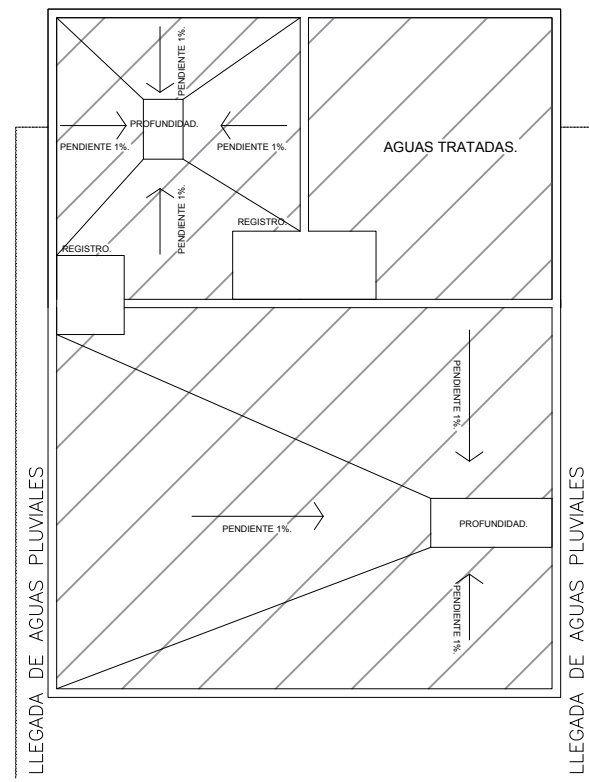 PENDIENTE 1%.
PROFUNDIDAD.
PENDIENTE 1%.
PENDIENTE 1%.
AGUAS TRATADAS.
PENDIENTE 1%.
REGISTRO.
REGISTRO.
PENDIENTE 1%.
PENDIENTE 1%.
PROFUNDIDAD.
PENDIENTE 1%.
LLEGADA DE AGUAS PLUVIALES
LLEGADA DE AGUAS PLUVIALES